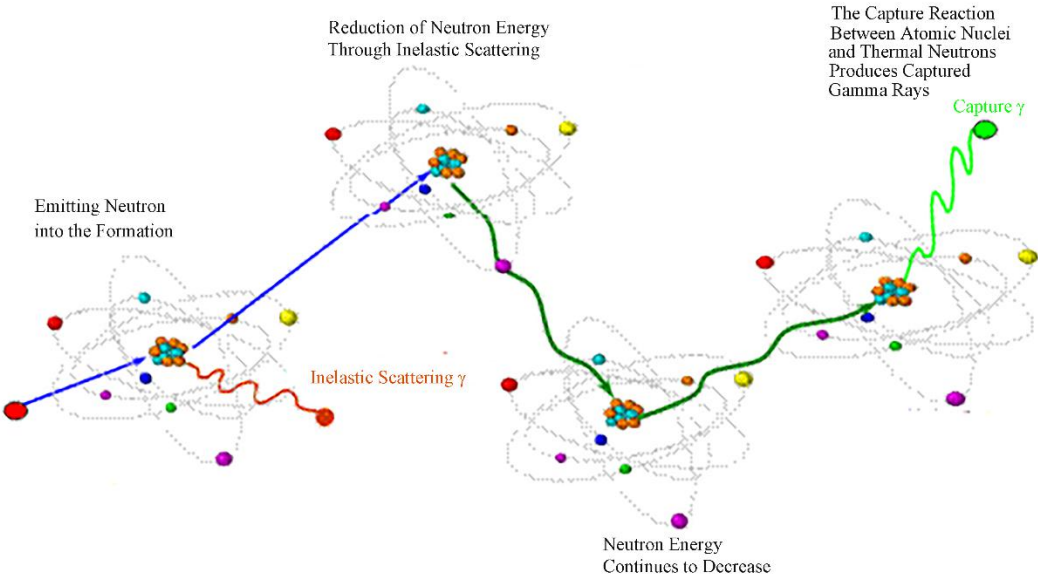 Reduction of Neutron Energy
Through Inelastic Scattering
The Capture Reaction
Between Atomic Nuclei
and Thermal Neutrons
Produces Captured
Gamma Rays
Capture γ
Emitting Neutron
into the Formation
Inelastic Scattering γ
Neutron Energy
Continues to Decrease